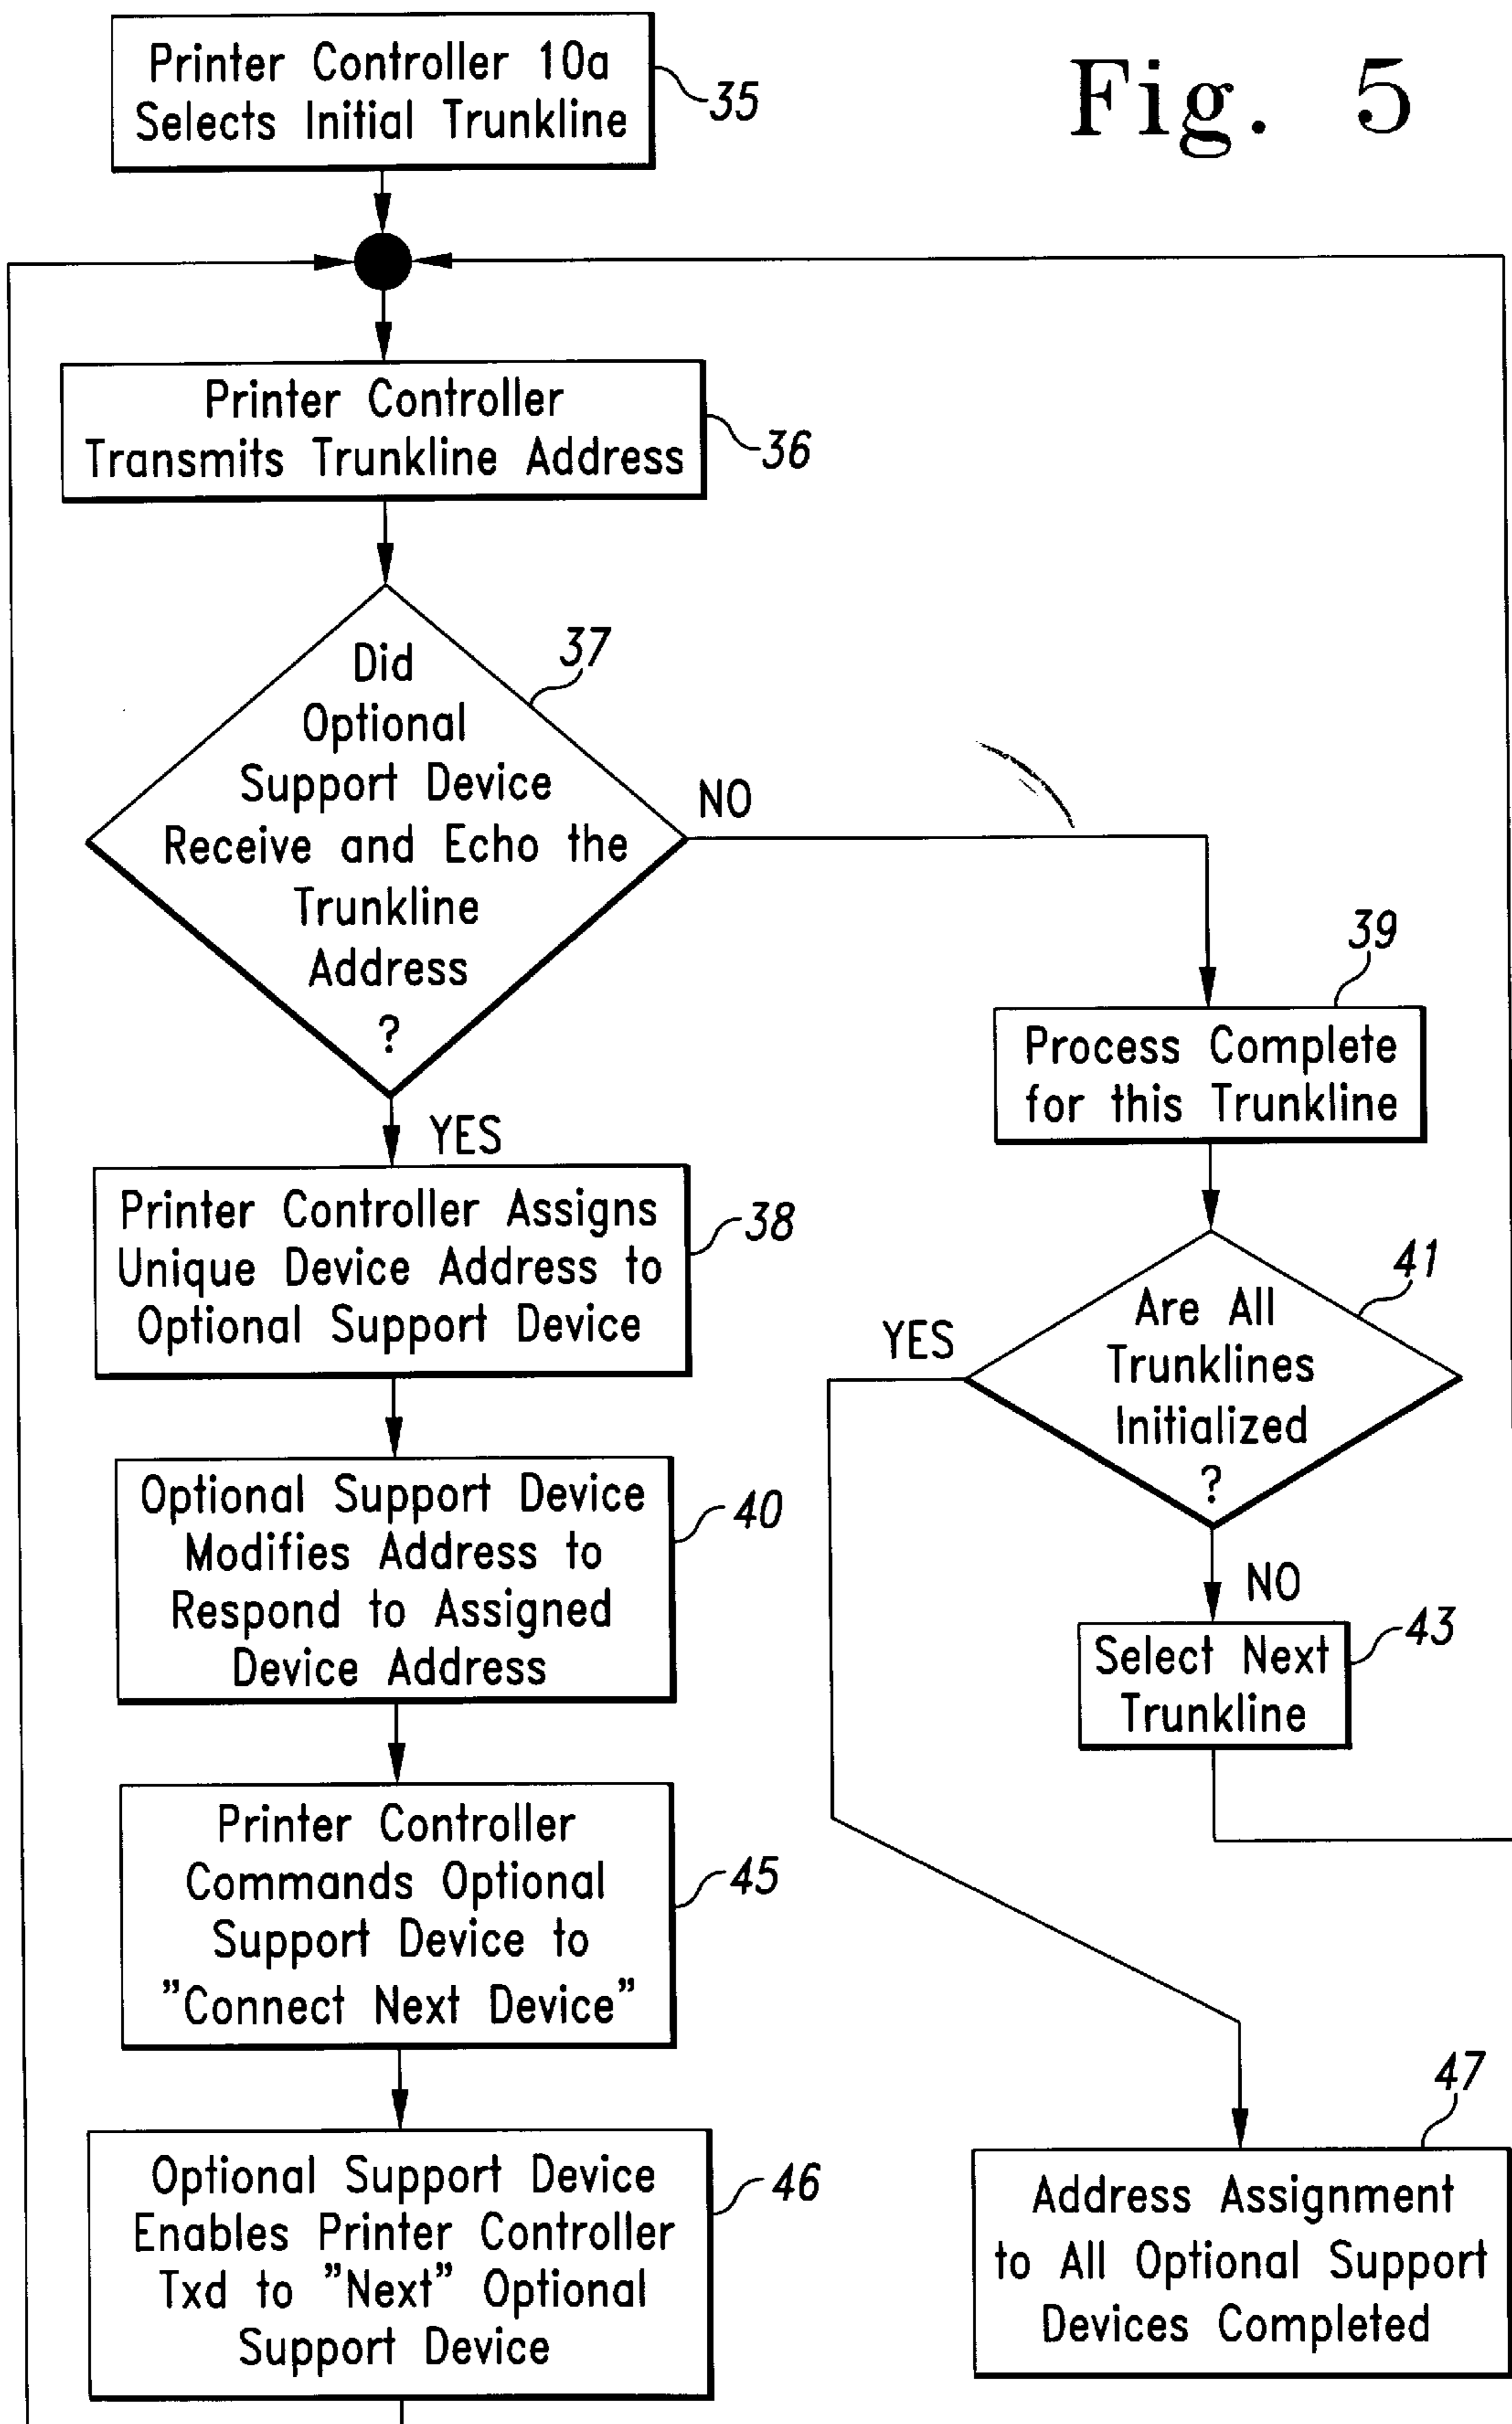 Fig. 5
Printer Controller 10a
Selects Initial Trunkline
35
Printer Controller
Transmits Trunkline Address
36
Did
Optional
Support Device
Receive and Echo the
Trunkline
Address
?
37
NO
YES
39
Process Complete
for this Trunkline
Printer Controller Assigns
Unique Device Address to
Optional Support Device
38
Are All
Trunklines
Initialized
?
41
YES
NO
Optional Support Device
Modifies Address to
Respond to Assigned
Device Address
40
Select Next
Trunkline
43
Printer Controller
Commands Optional
Support Device to
"Connect Next Device"
45
Optional Support Device
Enables Printer Controller
Txd to "Next" Optional
Support Device
46
47
Address Assignment
to All Optional Support
Devices Completed